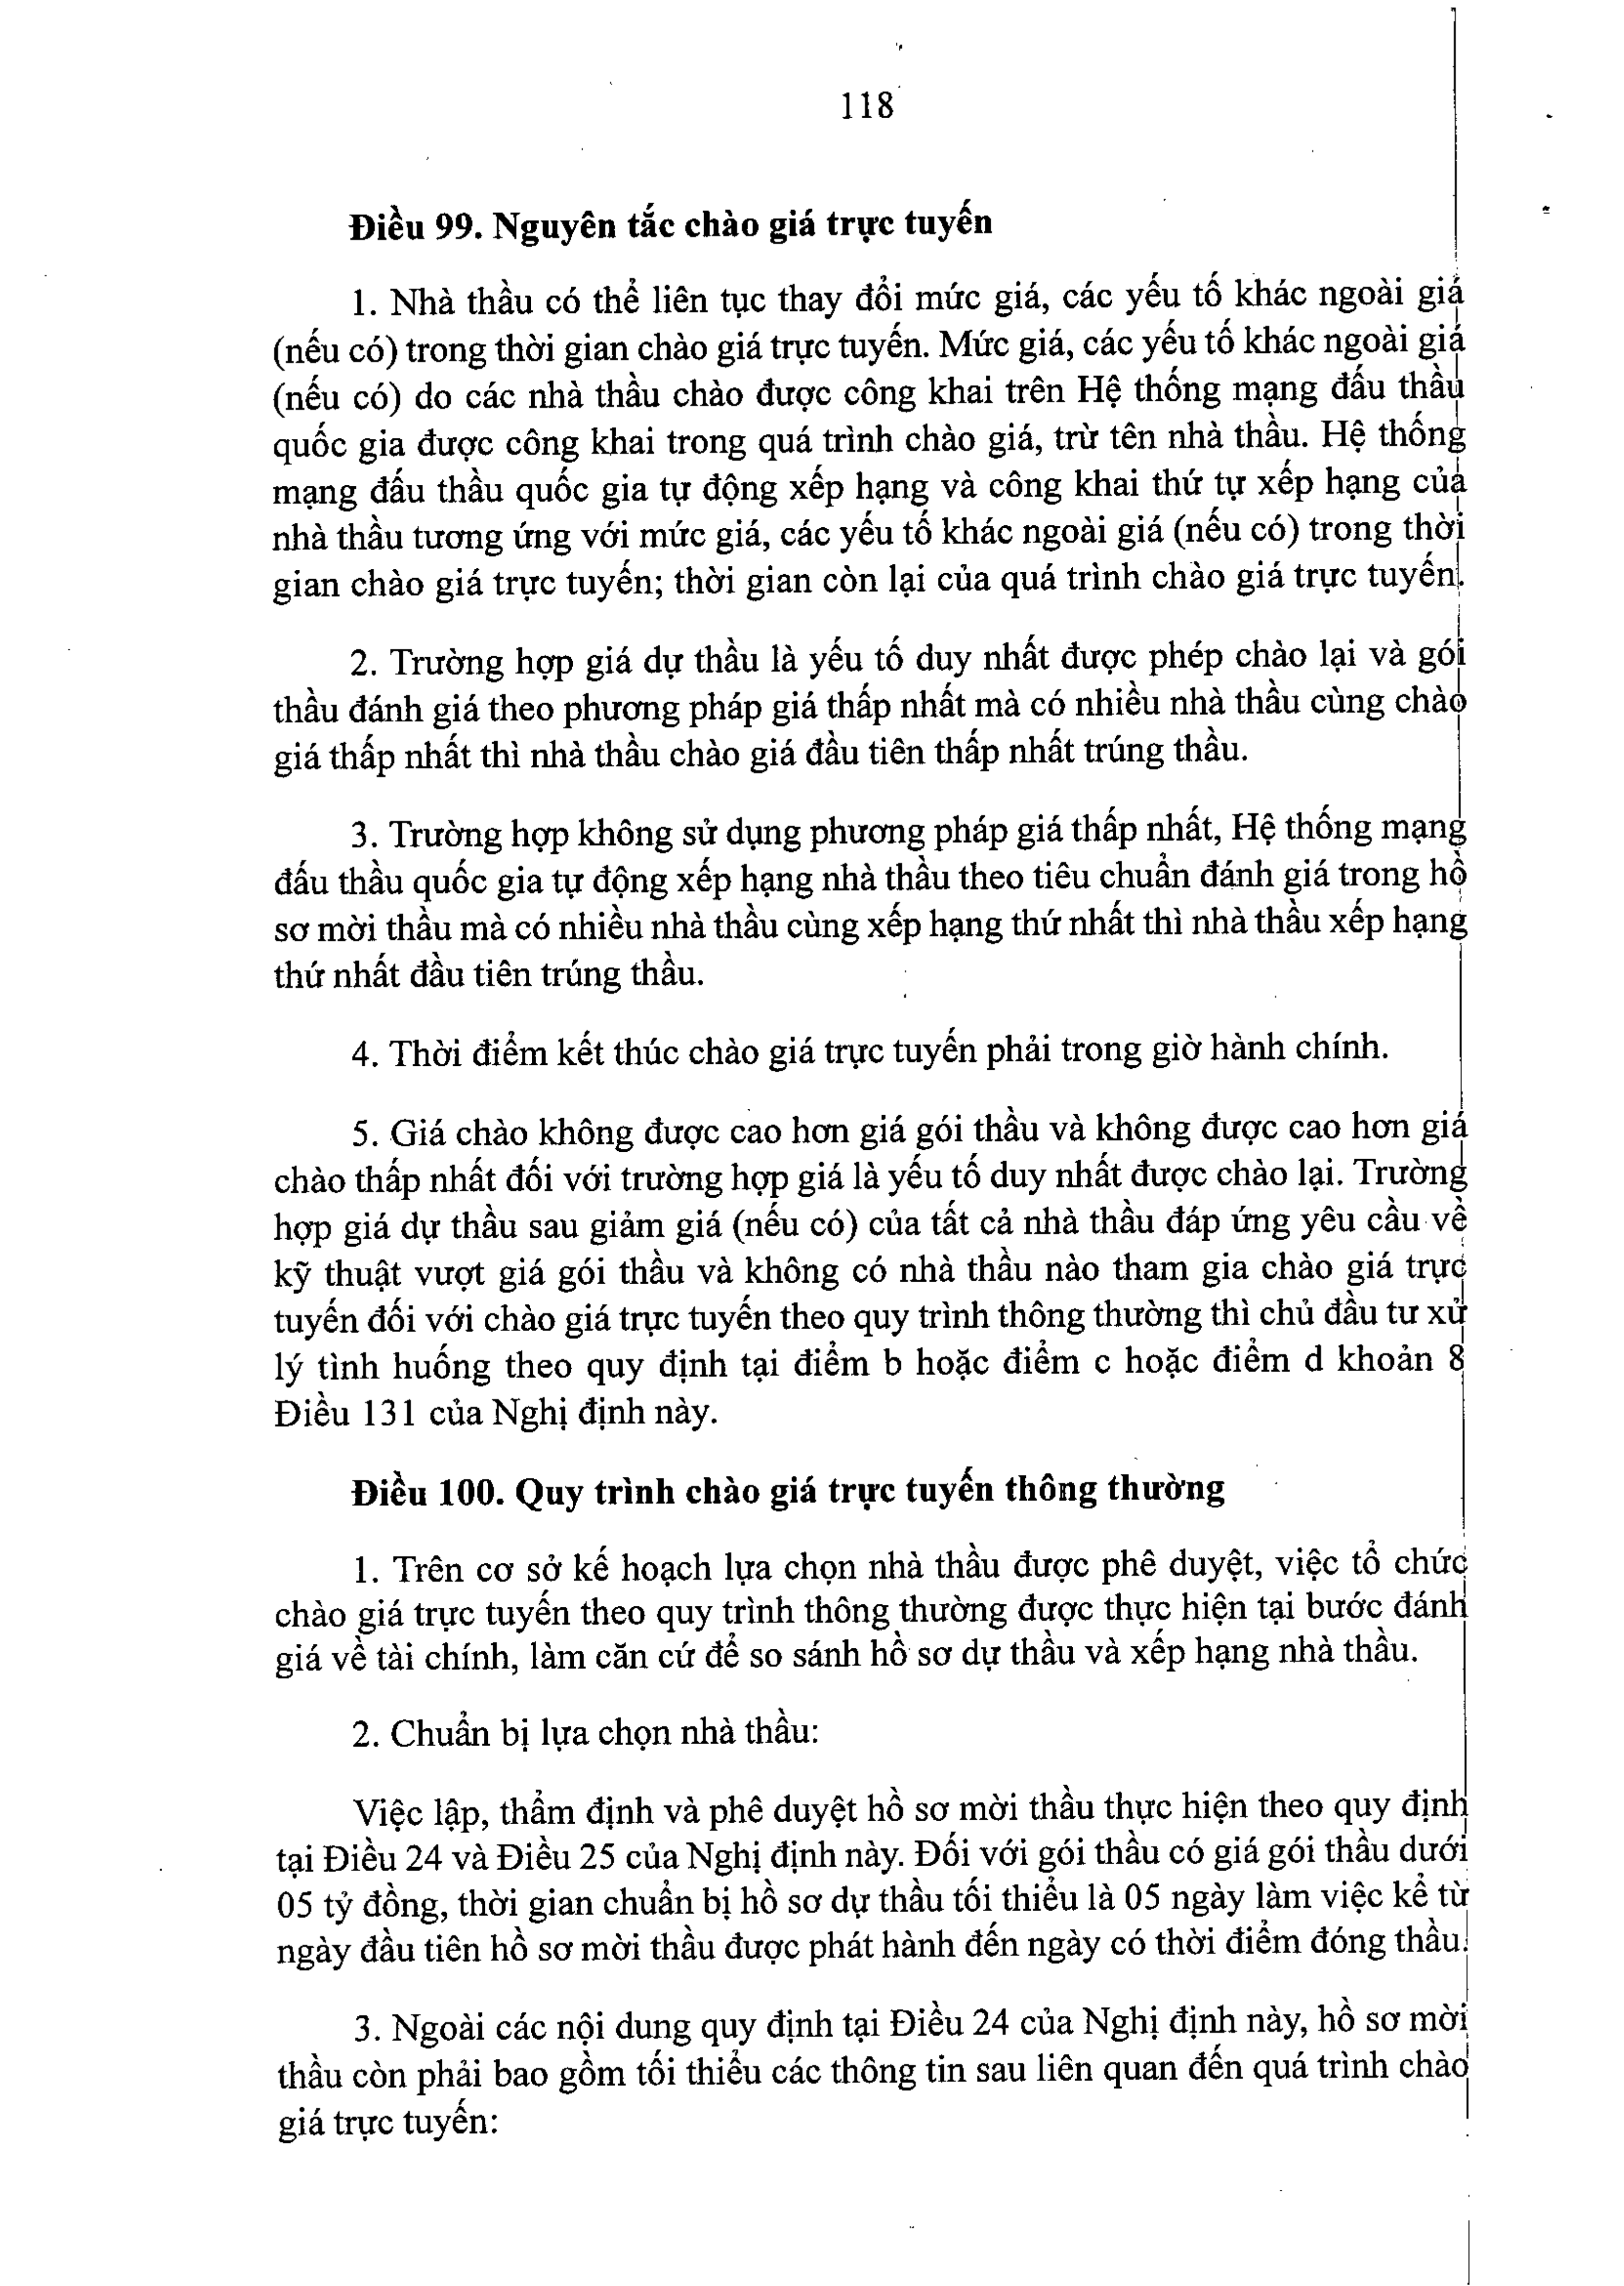 118
Điều 99. Nguyên tắc chào giá trực tuyến
1. Nhà thầu có thể liên tục thay đổi mức giá, các yếu tố khác ngoài giá
(nếu có) trong thời gian chào giá trực tuyến. Mức giá, các yếu tố khác ngoài giá
(nếu có) do các nhà thầu chào được công khai trên Hệ thống mạng đấu thầu
quốc gia được công khai trong quá trình chào giá, trừ tên nhà thầu. Hệ thống
mạng đấu thầu quốc gia tự động xếp hạng và công khai thứ tự xếp hạng của
nhà thầu tương ứng với mức giá, các yếu tố khác ngoài giá (nếu có) trong thời
gian chào giá trực tuyến; thời gian còn lại của quá trình chào giá trực tuyến.
2. Trường hợp giá dự thầu là yếu tố duy nhất được phép chào lại và gói
thầu đánh giá theo phương pháp giá thấp nhất mà có nhiều nhà thầu cùng chào
giá thấp nhất thì nhà thầu chào giá đầu tiên thấp nhất trúng thầu.
3. Trường hợp không sử dụng phương pháp giá thấp nhất, Hệ thống mạng
đấu thầu quốc gia tự động xếp hạng nhà thầu theo tiêu chuẩn đánh giá trong hồ
sơ mời thầu mà có nhiều nhà thầu cùng xếp hạng thứ nhất thì nhà thầu xếp hạng
thứ nhất đầu tiên trúng thầu.
4. Thời điểm kết thúc chào giá trực tuyến phải trong giờ hành chính.
5. Giá chào không được cao hơn giá gói thầu và không được cao hơn giá
chào thấp nhất đối với trường hợp giá là yếu tố duy nhất được chào lại. Trường
hợp giá dự thầu sau giảm giá (nếu có) của tất cả nhà thầu đáp ứng yêu cầu về
kỹ thuật vượt giá gói thầu và không có nhà thầu nào tham gia chào giá trực
tuyến đối với chào giá trực tuyến theo quy trình thông thường thì chủ đầu tư xử
lý tình huống theo quy định tại điểm b hoặc điểm c hoặc điểm d khoản 8
Điều 131 của Nghị định này.
Điều 100. Quy trình chào giá trực tuyến thông thường
1. Trên cơ sở kế hoạch lựa chọn nhà thầu được phê duyệt, việc tổ chức
chào giá trực tuyến theo quy trình thông thường được thực hiện tại bước đánh
giá về tài chính, làm căn cứ để so sánh hồ sơ dự thầu và xếp hạng nhà thầu.
2. Chuẩn bị lựa chọn nhà thầu:
Việc lập, thẩm định và phê duyệt hồ sơ mời thầu thực hiện theo quy định
tại Điều 24 và Điều 25 của Nghị định này. Đối với gói thầu có giá gói thầu dưới
05 tỷ đồng, thời gian chuẩn bị hồ sơ dự thầu tối thiểu là 05 ngày làm việc kể từ
ngày đầu tiên hồ sơ mời thầu được phát hành đến ngày có thời điểm đóng thầu.
3. Ngoài các nội dung quy định tại Điều 24 của Nghị định này, hồ sơ mời
thầu còn phải bao gồm tối thiểu các thông tin sau liên quan đến quá trình chào
giá trực tuyến: